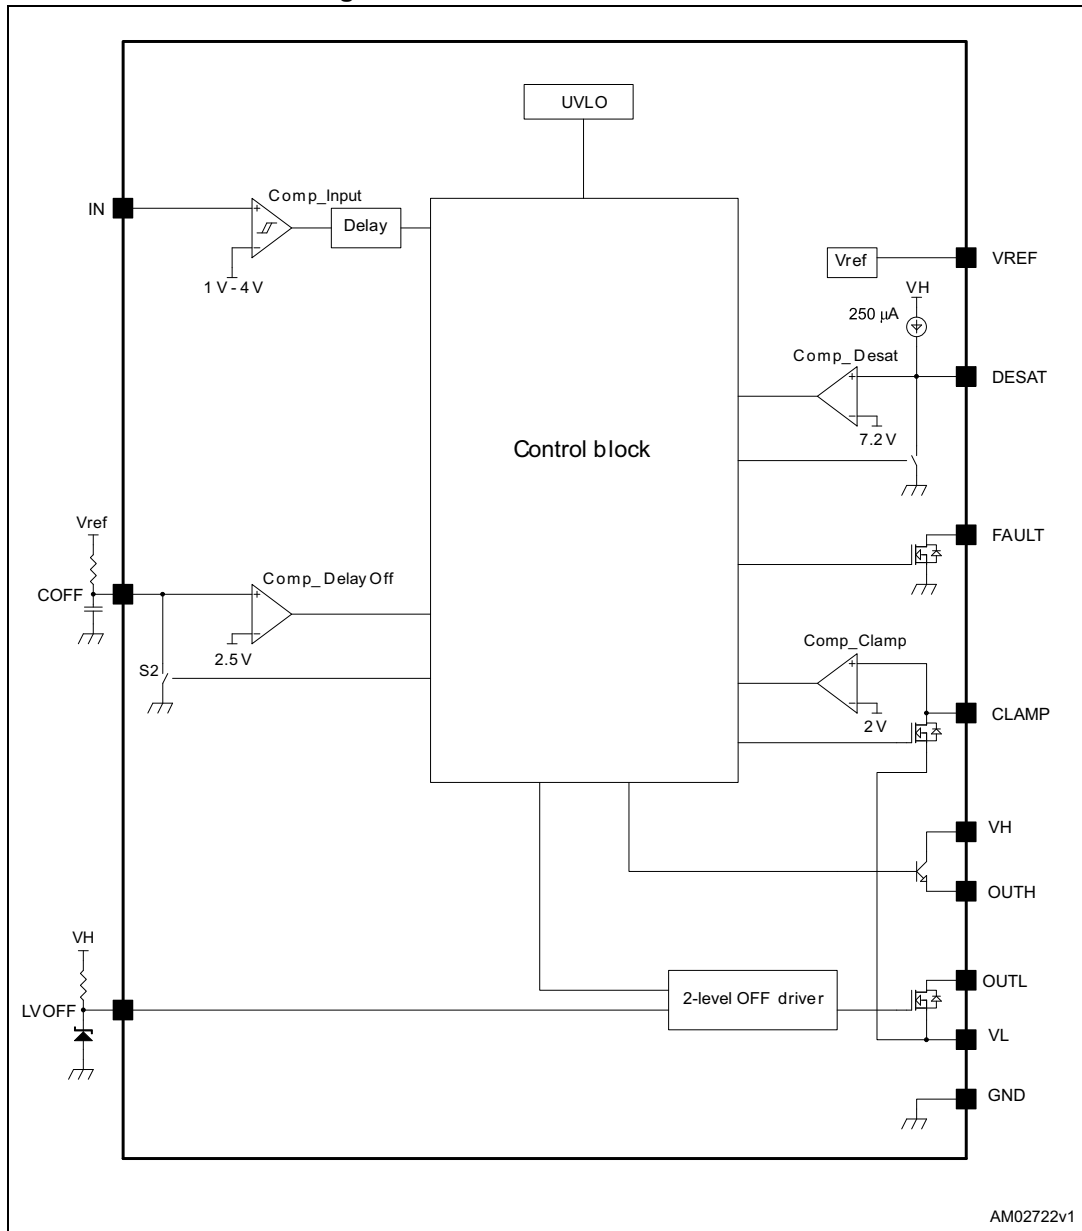 UVLO
Comp_Input
IN
Delay
1 V - 4 V
Vref
VREF
VH
250 µA
Comp_Desat
DESAT
7.2 V
Control block
Vref
FAULT
COFF
Comp_DelayOff
2.5 V
S2
Comp_Clamp
2 V
CLAMP
VH
OUTH
VH
LVOFF
2-level OFF driver
OUTL
VL
GND
AM02722v1